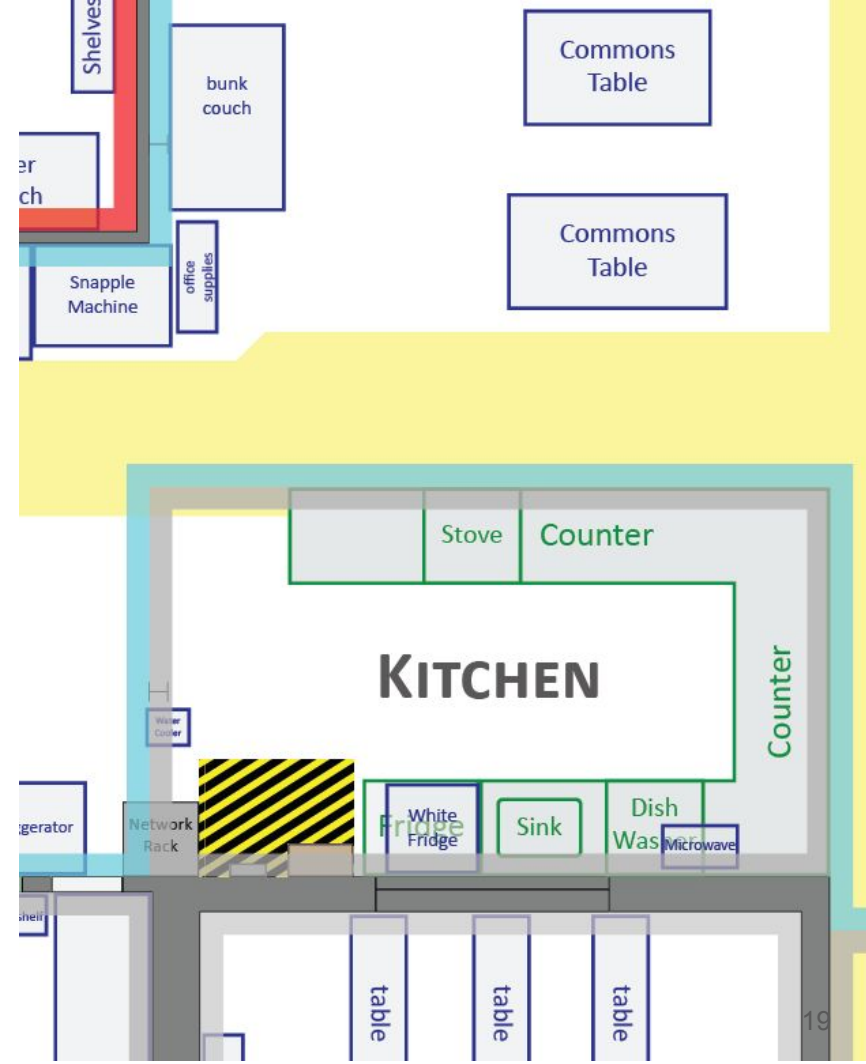 Shelves
bunk
couch
Commons
Table
er
ch
Commons
Table
office
supplies
Snapple
Machine
Stove
Counter
KITCHEN
Counter
Water
Cooler
gerator
Network
Rack
Fridge
White
Fridge
Sink
Dish
Washer
Microwave
shelf
table
table
table
19